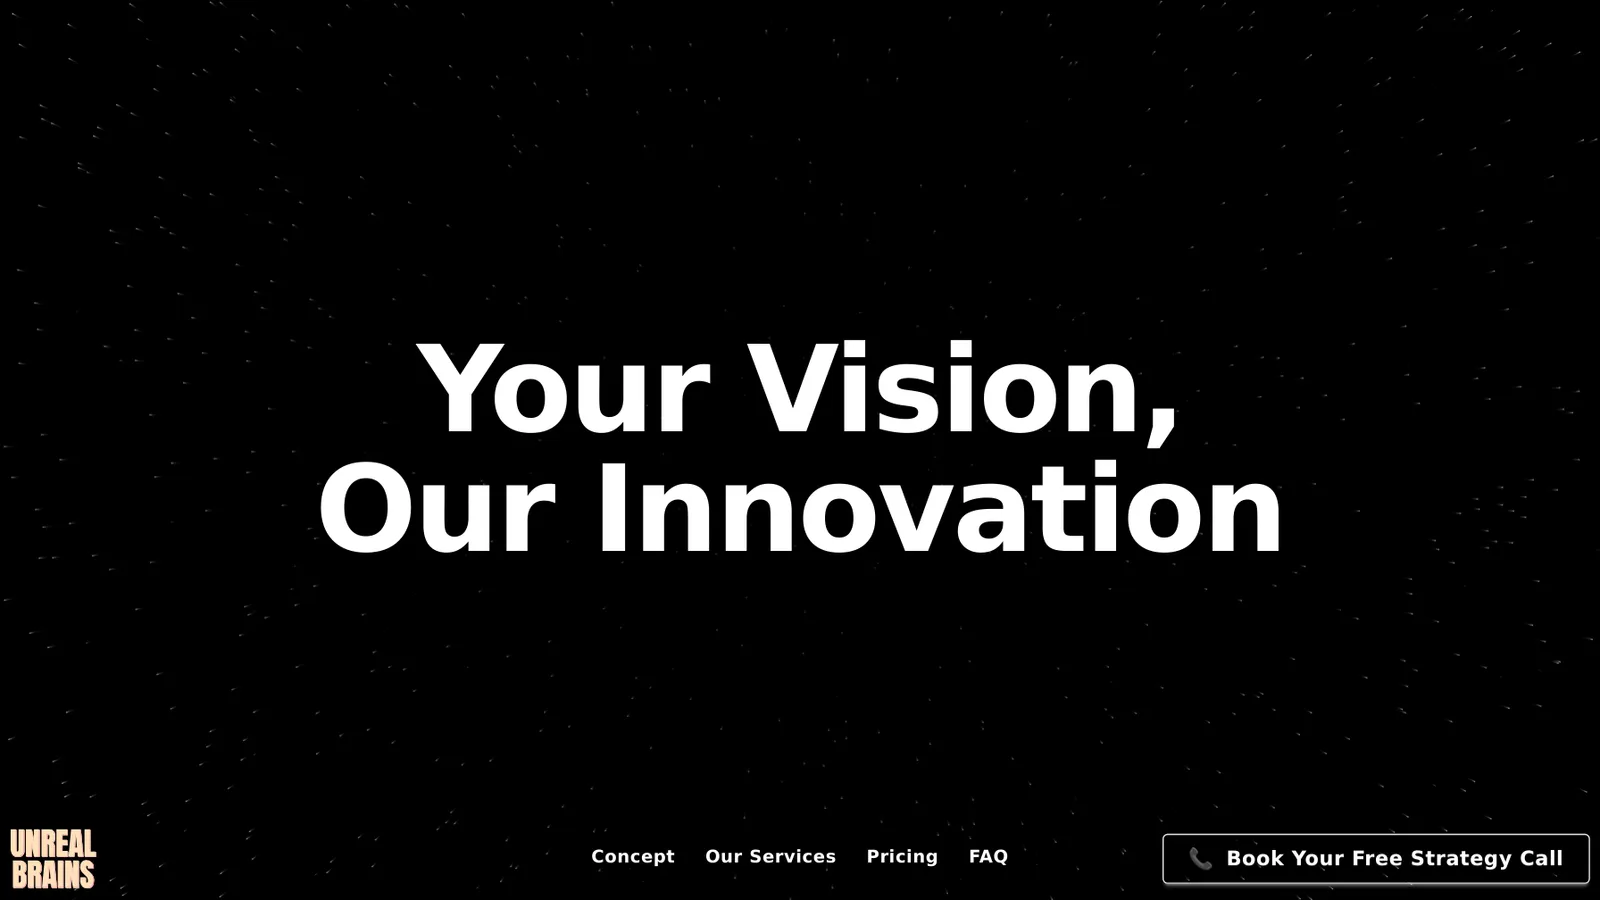 Your Vision,
Our Innovation
UNREAL
BRAINS
Concept
Our Services
Pricing
FAQ
Book Your Free Strategy Call